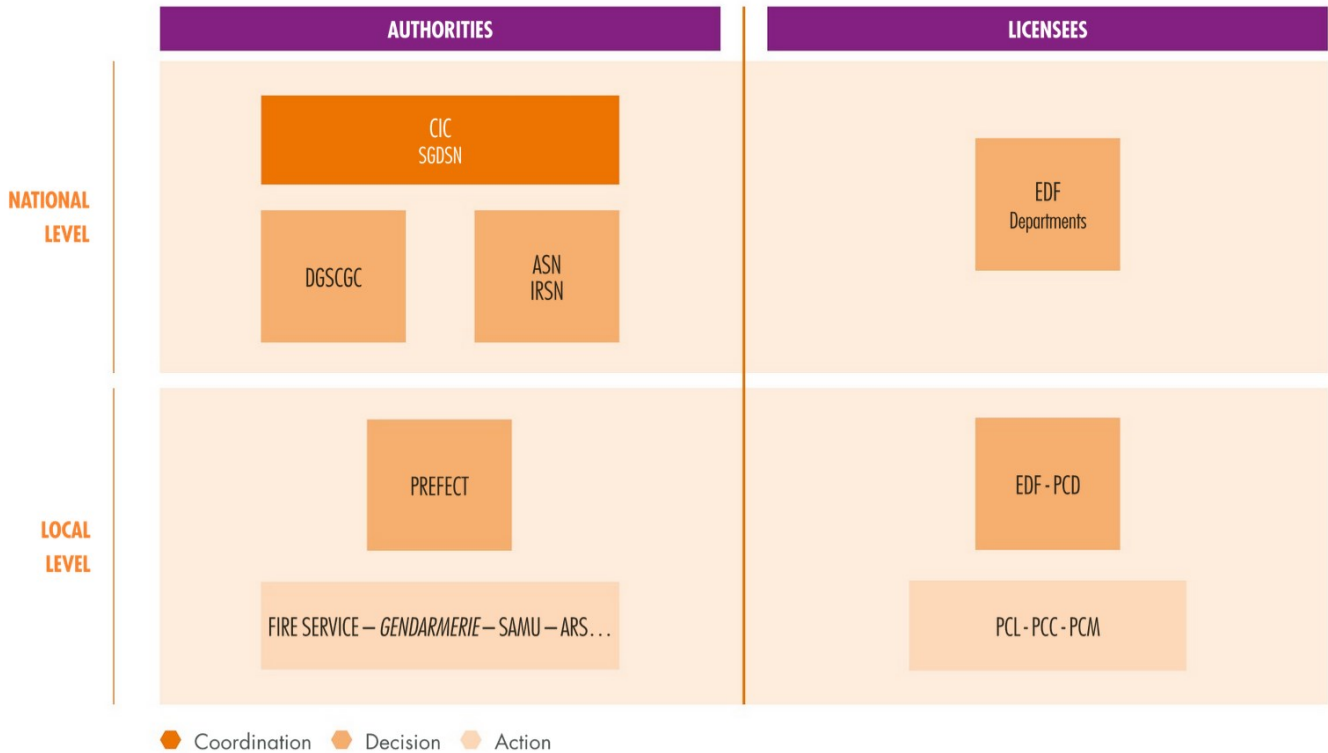 AUTHORITIES
LICENSEES
NATIONAL
LEVEL
CIC
SGDSN
DGSCGC
ASN
IRSN
EDF
Departments
LOCAL
LEVEL
PREFECT
FIRE SERVICE – GENDARMERIE – SAMU – ARS...
EDF - PCD
PCL - PCC - PCM
Coordination Decision Action